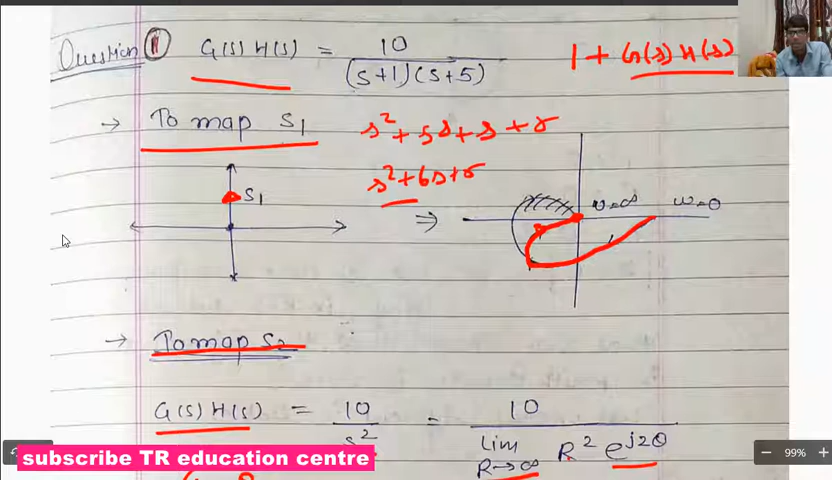 Question 1 G(s) H(s) = 10 / (s+1)(s+5) 1 + G(s) H(s)
→ To map S1
s² + 5s + s + 5
s² + 6s + 5
S1 ⇒ ω=∞ ω=0
→ To map S2
G(s) H(s) = 10 / s² = 10 / Lim R→∞ R² e^j2θ
subscribe TR education centre
99%